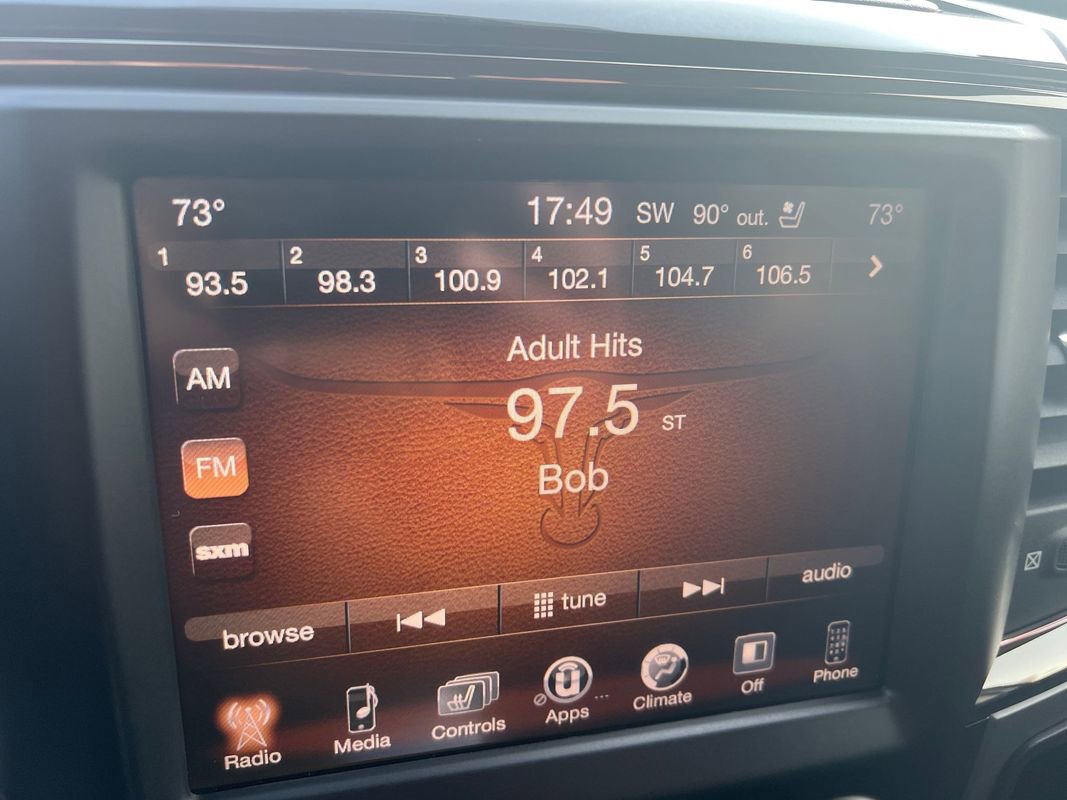 73° 17:49 SW 90° out. 73°
1 2 3 4 5 6
93.5 98.3 100.9 102.1 104.7 106.5
Adult Hits
AM
97.5 ST
FM
Bob
sxm
browse tune audio
Radio Media Controls Apps Climate Off Phone